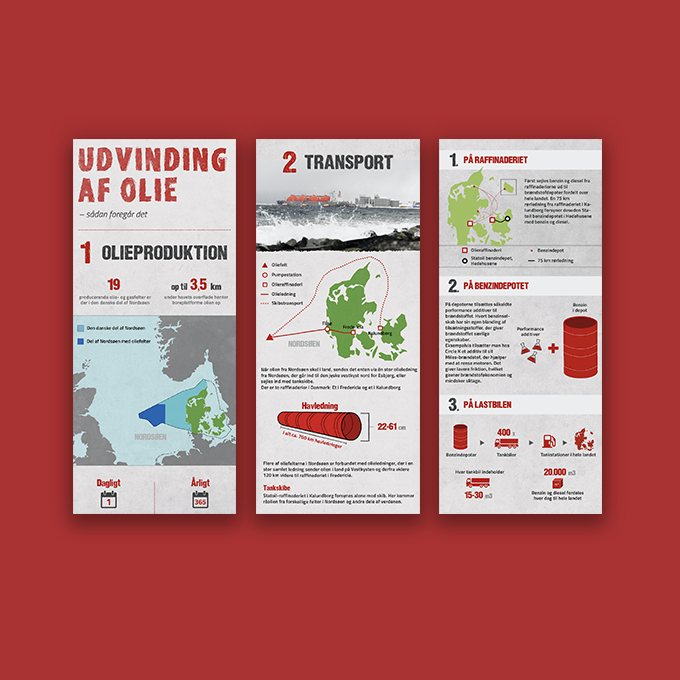 UDVINDING
AF OLIE
– sådan foregår det
1 OLIEPRODUKTION
19
producerende olie- og gasfelter er
der i den danske del af Nordsøen
op til 3,5 km
under havets overflade henter
boreplatforme olien op
Den danske del af Nordsøen
Del af Nordsøen med oliefelter
NORDSØEN
Dagligt
1
Årligt
365
2 TRANSPORT
Oliefelt
Pumpestation
Olieraffinaderi
Olieledning
Skibstransport
Filsø
Fredericia
Kalundborg
NORDSØEN
Når olien fra Nordsøen skal i land, sendes det enten via én stor olieledning
fra Nordsøen, der går ind til den jyske vestkyst nord for Esbjerg, eller
sejles ind med tankskibe.
Der er to raffinaderier i Danmark: Et i Fredericia og et i Kalundborg
Havledning
22-61 cm
I alt ca. 700 km havledninger
Flere af oliefelterne i Nordsøen er forbundet med olieledninger, der i en
stor samlet ledning sender olien i land på Vestkysten og derfra videre
120 km videre til raffinaderiet i Fredericia.
Tankskibe
Statoil-raffinaderiet i Kalundborg forsynes alene med skib. Her kommer
råolien fra forskellige felter i Nordsøen og andre dele af verdenen.
1. PÅ RAFFINADERIET
Først sejles benzin og diesel fra
raffinaderierne ud til
brændstofdepoter fordelt over
hele landet. En 75 km
rørledning fra raffinaderiet i Ka-
lundborg forsyner desuden Sta-
toil benzindepotet i Hedehusene
med benzin og diesel.
Olieraffinaderi
Benzindepot
Statoil benzindepot,
Hedehusene
75 km rørledning
2. PÅ BENZINDEPOTET
På depoterne tilsættes såkaldte
performance additiver til
brændstoffet. Hvert benzinsel-
skab har sin egen blanding af
tilsætningsstoffer, der giver
brændstoffet særlige
egenskaber.
Eksempelvis tilsætter man hos
Circle K et additiv til sit
Miles-brændstof, der hjælper
med at rense motoren. Det
giver lavere friktion, hvilket
gavner brændstoføkonomien og
mindsker slitage.
Performance
additiver
Benzin
i depot
3. PÅ LASTBILEN
400 x
Benzindepoter
Tankbiler
Tankstationer i hele landet
Hver tankbil indeholder
15-30 m3
20.000 m3
Benzin og diesel fordeles
hver dag til hele landet